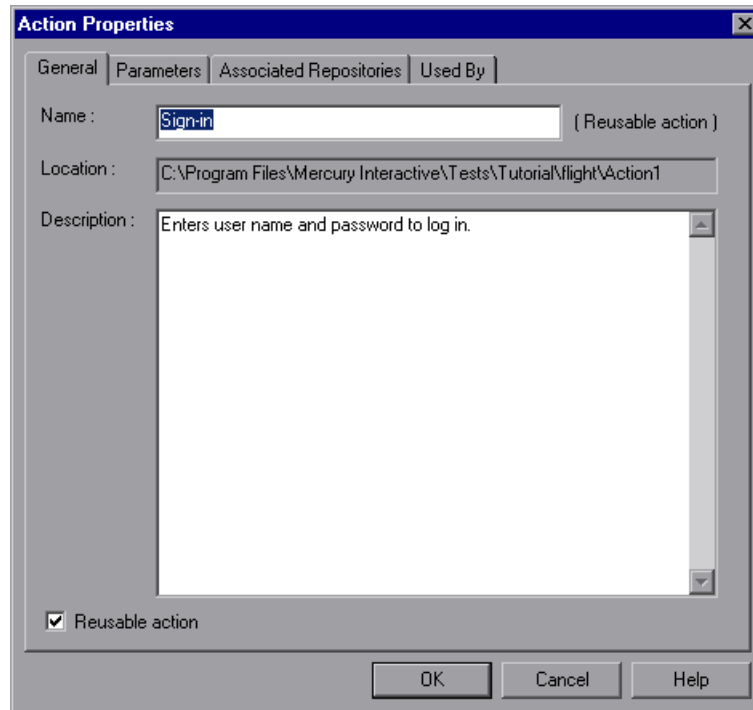 Action Properties
General Parameters Associated Repositories Used By
Name : Sign-in ( Reusable action )
Location : C:\Program Files\Mercury Interactive\Tests\Tutorial\flight\Action1
Description : Enters user name and password to log in.
Reusable action
OK Cancel Help